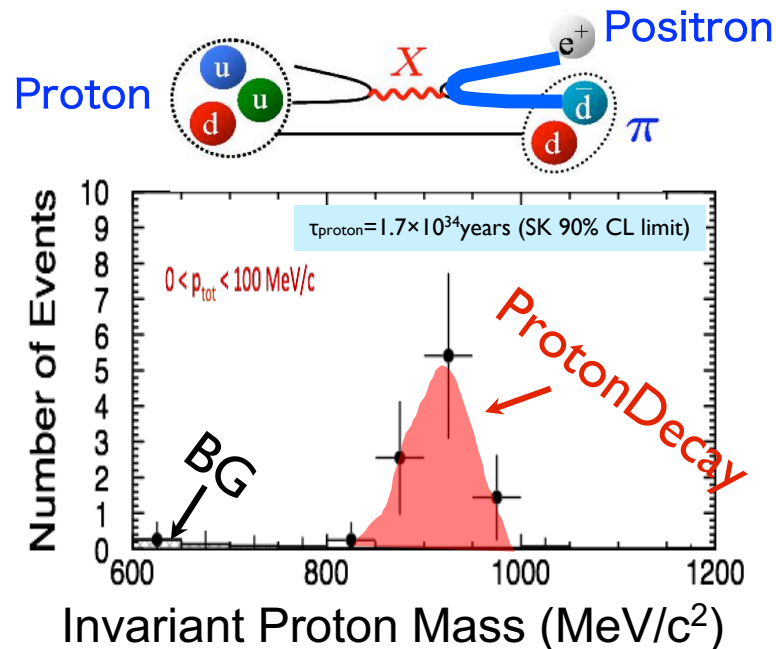 Positron
e⁺
X
u
Proton
u
d̄
d
d
π
τproton=1.7×10³⁴years (SK 90% CL limit)
0 < ptot < 100 MeV/c
ProtonDecay
BG
Number of Events
10
9
8
7
6
5
4
3
2
1
0
600
800
1000
1200
Invariant Proton Mass (MeV/c²)